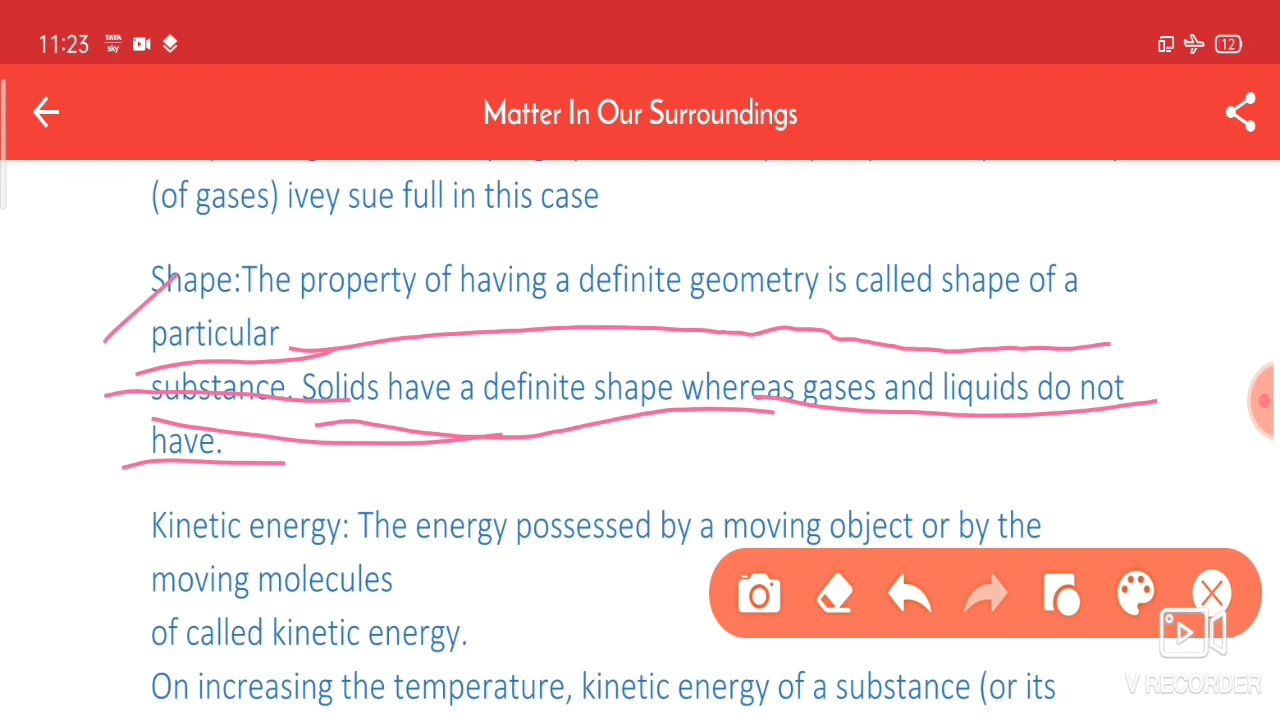 11:23 TATA sky 12
Matter In Our Surroundings
(of gases) ivey sue full in this case
Shape:The property of having a definite geometry is called shape of a
particular
substance. Solids have a definite shape whereas gases and liquids do not
have.
Kinetic energy: The energy possessed by a moving object or by the
moving molecules
of called kinetic energy.
On increasing the temperature, kinetic energy of a substance (or its
V RECORDER